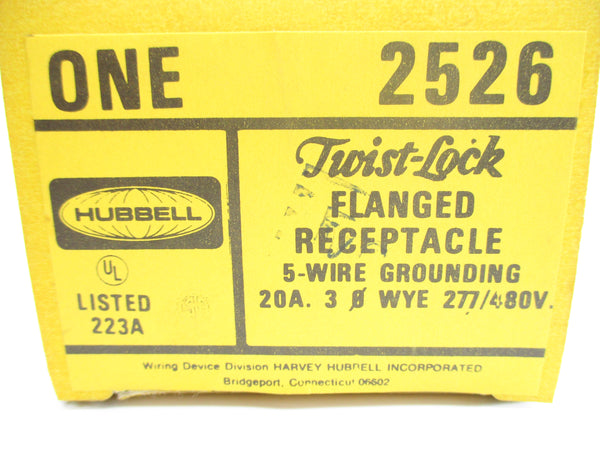 ONE 2526
HUBBELL
UL
LISTED
223A
Twist-Lock
FLANGED
RECEPTACLE
5-WIRE GROUNDING
20A. 3 Ø WYE 277/480V.
Wiring Device Division HARVEY HUBBELL INCORPORATED
Bridgeport, Connecticut 06602